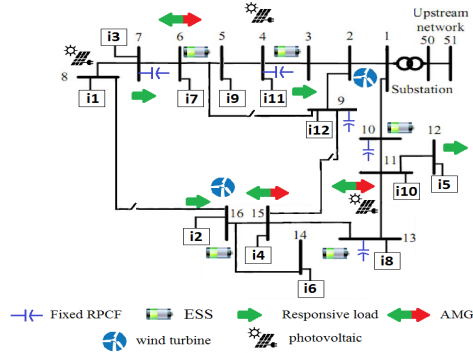 Upstream
network
i3
7 6 5 4 3 2 1 50 51
Substation
8
i1 i7 i9 i11
9
i12
10 12
11
i10 i5
16 15
i2
14 13
i4
i8
i6
Fixed RPCF ESS Responsive load AMG
wind turbine photovoltaic